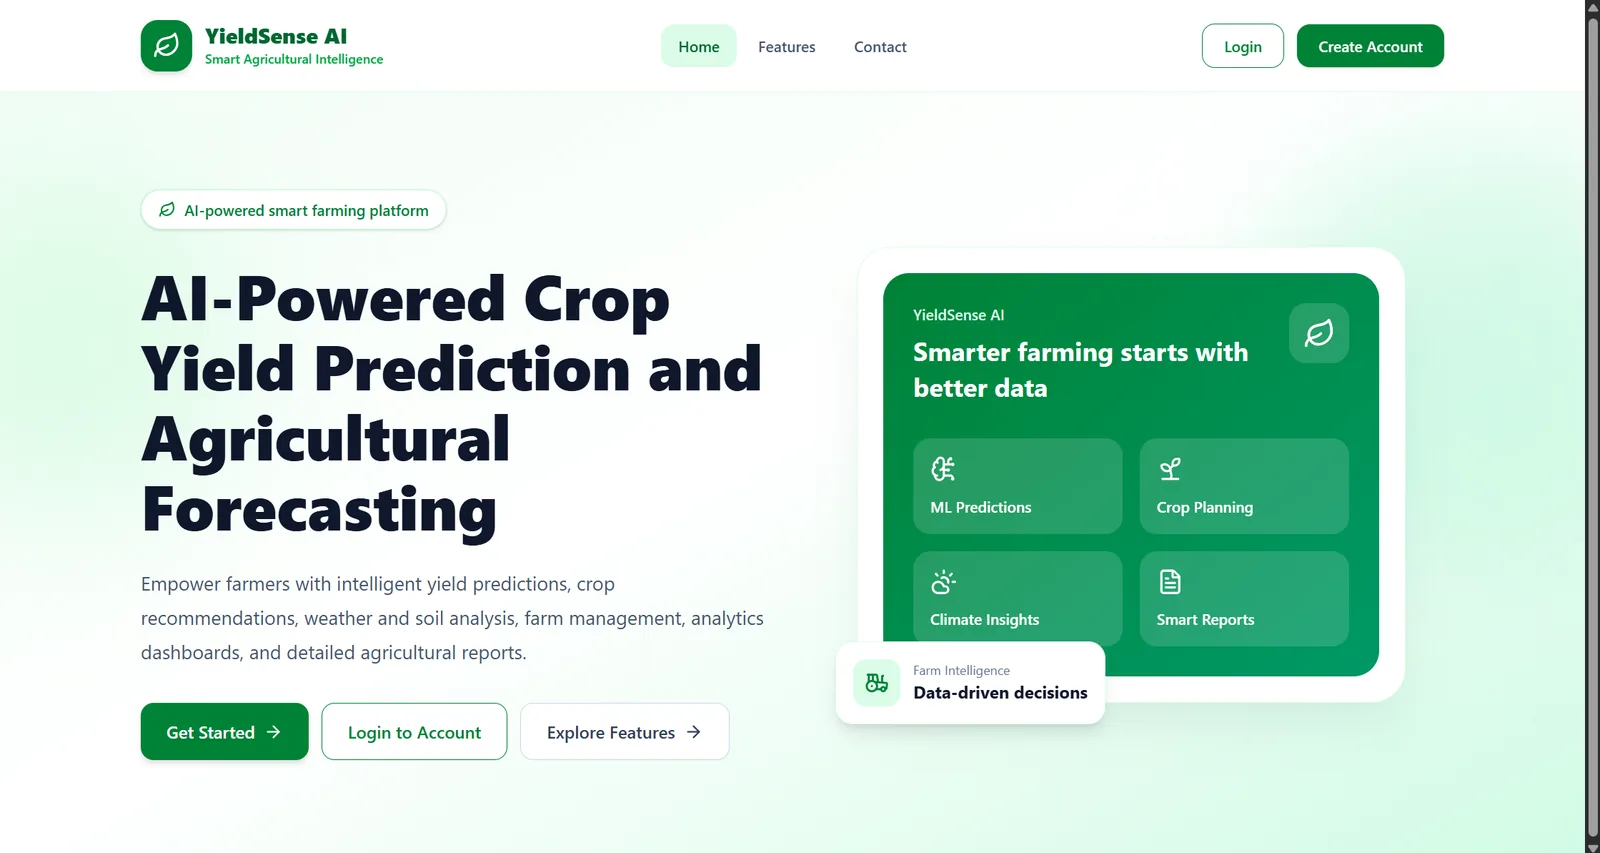 YieldSense AI
Smart Agricultural Intelligence
Home
Features
Contact
Login
Create Account
AI-powered smart farming platform
AI-Powered Crop
Yield Prediction and
Agricultural
Forecasting
Empower farmers with intelligent yield predictions, crop
recommendations, weather and soil analysis, farm management, analytics
dashboards, and detailed agricultural reports.
Get Started
Login to Account
Explore Features
YieldSense AI
Smarter farming starts with
better data
ML Predictions
Crop Planning
Climate Insights
Smart Reports
Farm Intelligence
Data-driven decisions